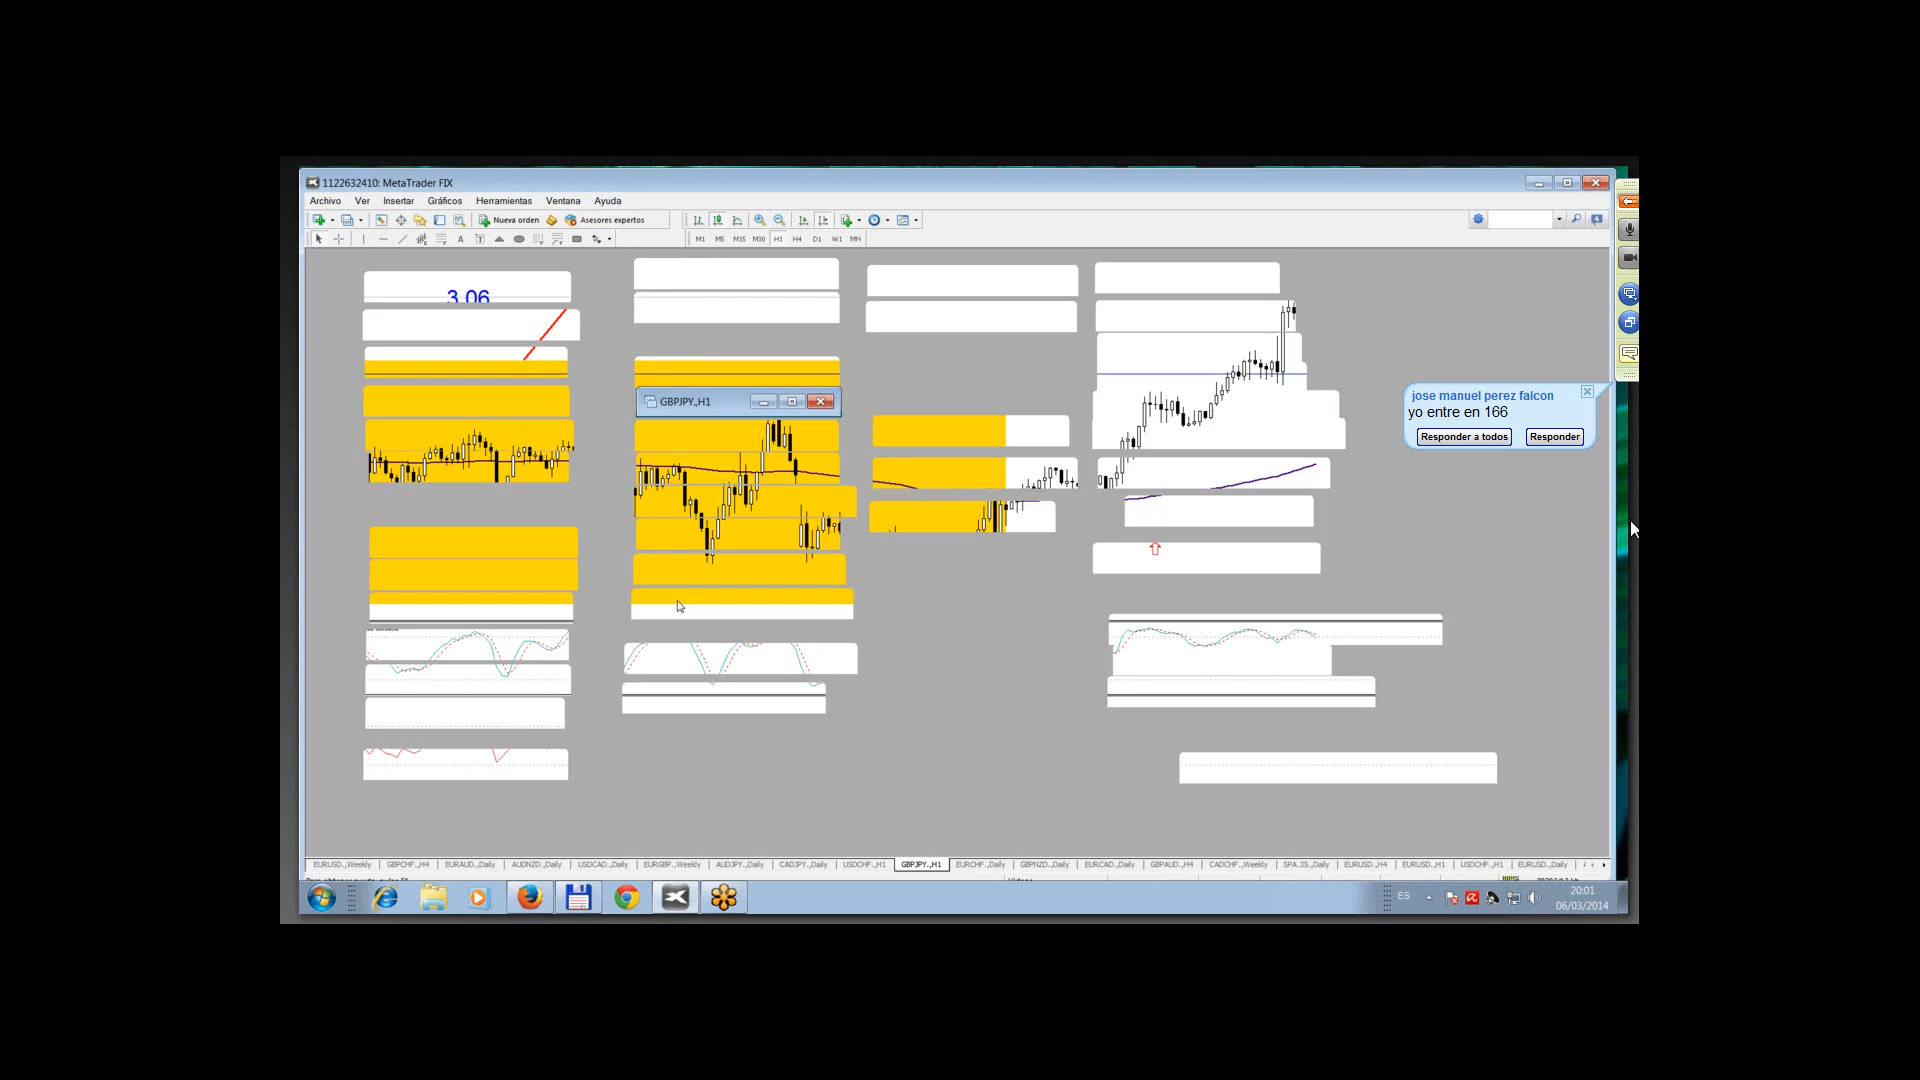 1122632410: MetaTrader FIX
Archivo Ver Insertar Gráficos Herramientas Ventana Ayuda
Nueva orden Asesores expertos
A T M1 M5 M15 M30 H1 H4 D1 W1 MN
3.06
GBPJPY.,H1
jose manuel perez falcon
yo entre en 166
Responder a todos Responder
EURUSD.,Weekly GBPCHF.,H4 EURAUD.,Daily AUDNZD.,Daily USDCAD.,Daily EURGBP.,Weekly AUDJPY.,Daily CADJPY.,Daily USDCHF.,H1 GBPJPY.,H1 EURCHF.,Daily GBPNZD.,Daily EURCAD.,Daily GBPAUD.,H4 CADCHF.,Weekly SPA.35.,Daily EURUSD.,H4 EURUSD.,H1 USDCHF.,H1 EURUSD.,Daily
ES
20:01
06/03/2014